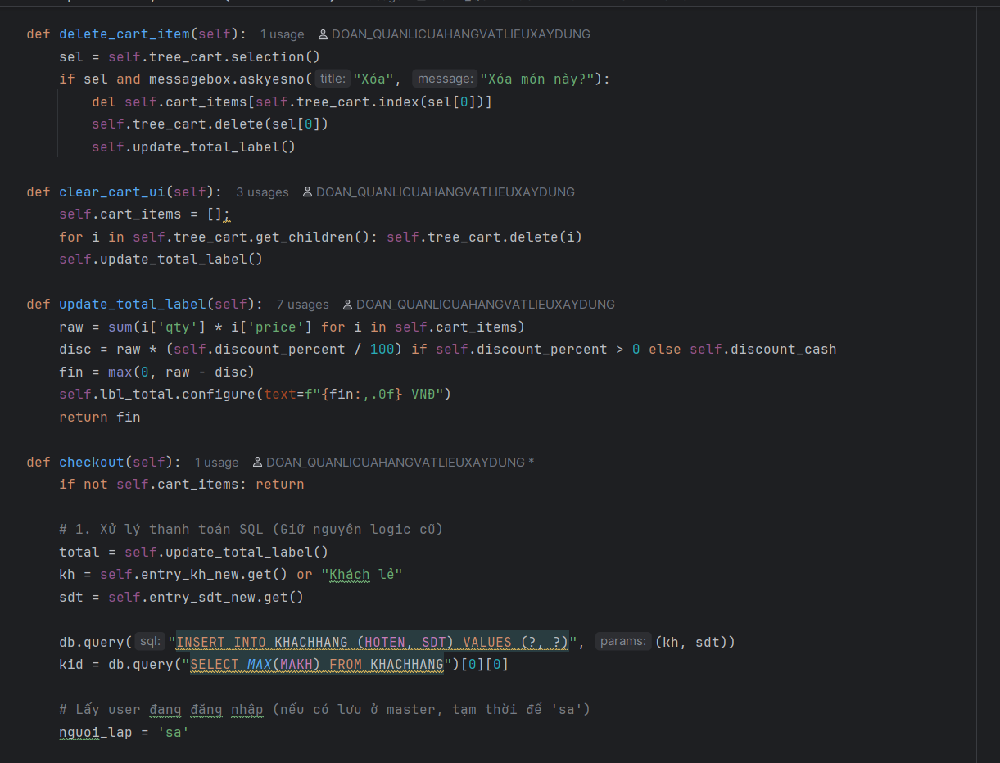 def delete_cart_item(self): 1 usage DOAN_QUANLICUAHANGVATLIEUXAYDUNG
sel = self.tree_cart.selection()
if sel and messagebox.askyesno( title: "Xóa", message: "Xóa món này?"):
del self.cart_items[self.tree_cart.index(sel[0])]
self.tree_cart.delete(sel[0])
self.update_total_label()
def clear_cart_ui(self): 3 usages DOAN_QUANLICUAHANGVATLIEUXAYDUNG
self.cart_items = [];
for i in self.tree_cart.get_children(): self.tree_cart.delete(i)
self.update_total_label()
def update_total_label(self): 7 usages DOAN_QUANLICUAHANGVATLIEUXAYDUNG
raw = sum(i['qty'] * i['price'] for i in self.cart_items)
disc = raw * (self.discount_percent / 100) if self.discount_percent > 0 else self.discount_cash
fin = max(0, raw - disc)
self.lbl_total.configure(text=f"{fin:,.0f} VNĐ")
return fin
def checkout(self): 1 usage DOAN_QUANLICUAHANGVATLIEUXAYDUNG *
if not self.cart_items: return
# 1. Xử lý thanh toán SQL (Giữ nguyên logic cũ)
total = self.update_total_label()
kh = self.entry_kh_new.get() or "Khách lẻ"
sdt = self.entry_sdt_new.get()
db.query( sql: "INSERT INTO KHACHHANG (HOTEN, SDT) VALUES (?, ?)", params: (kh, sdt))
kid = db.query("SELECT MAX(MAKH) FROM KHACHHANG")[0][0]
# Lấy user đang đăng nhập (nếu có lưu ở master, tạm thời để 'sa')
nguoi_lap = 'sa'